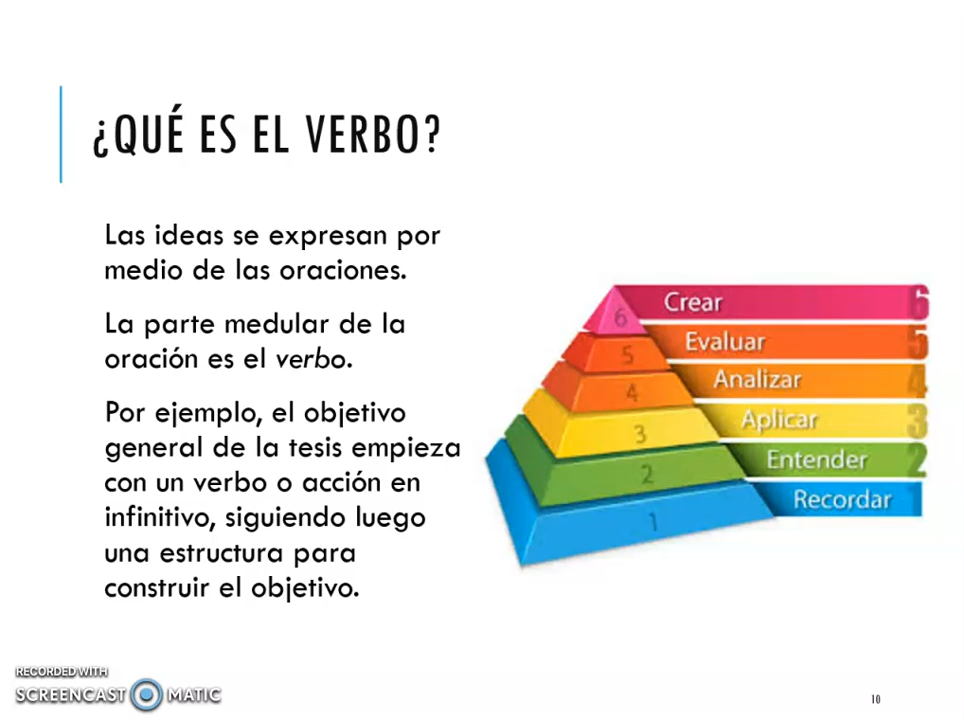 ¿QUÉ ES EL VERBO?
Las ideas se expresan por
medio de las oraciones.
La parte medular de la
oración es el verbo.
Por ejemplo, el objetivo
general de la tesis empieza
con un verbo o acción en
infinitivo, siguiendo luego
una estructura para
construir el objetivo.
6 Crear 6
5 Evaluar 5
4 Analizar 4
3 Aplicar 3
2 Entender 2
1 Recordar 1
RECORDED WITH
SCREENCAST MATIC
10